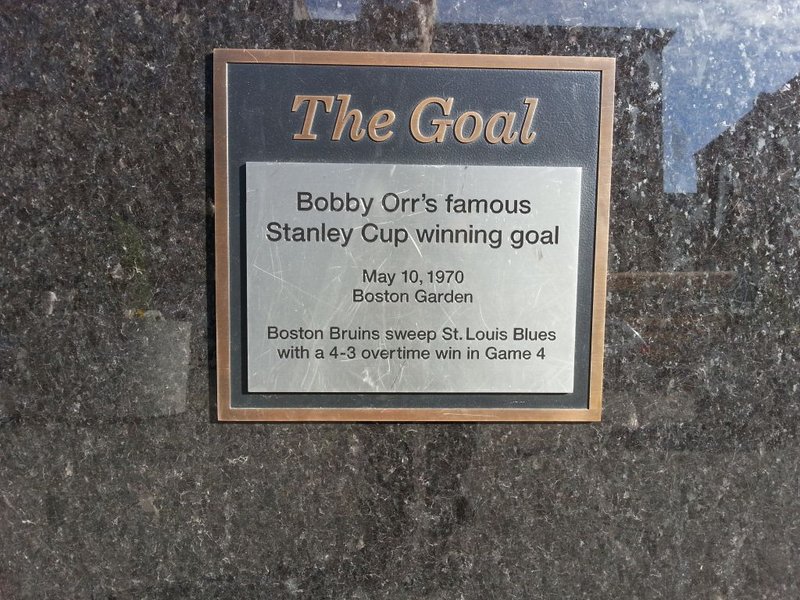 The Goal
Bobby Orr's famous
Stanley Cup winning goal
May 10, 1970
Boston Garden
Boston Bruins sweep St. Louis Blues
with a 4-3 overtime win in Game 4